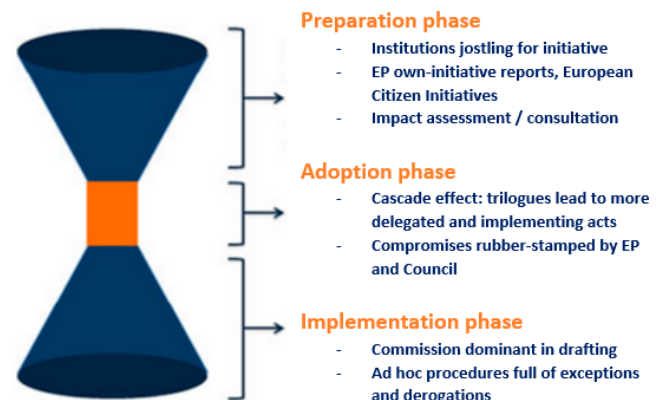 Preparation phase
- Institutions jostling for initiative
- EP own-initiative reports, European
Citizen Initiatives
- Impact assessment / consultation
Adoption phase
- Cascade effect: trilogues lead to more
delegated and implementing acts
- Compromises rubber-stamped by EP
and Council
Implementation phase
- Commission dominant in drafting
- Ad hoc procedures full of exceptions
and derogations